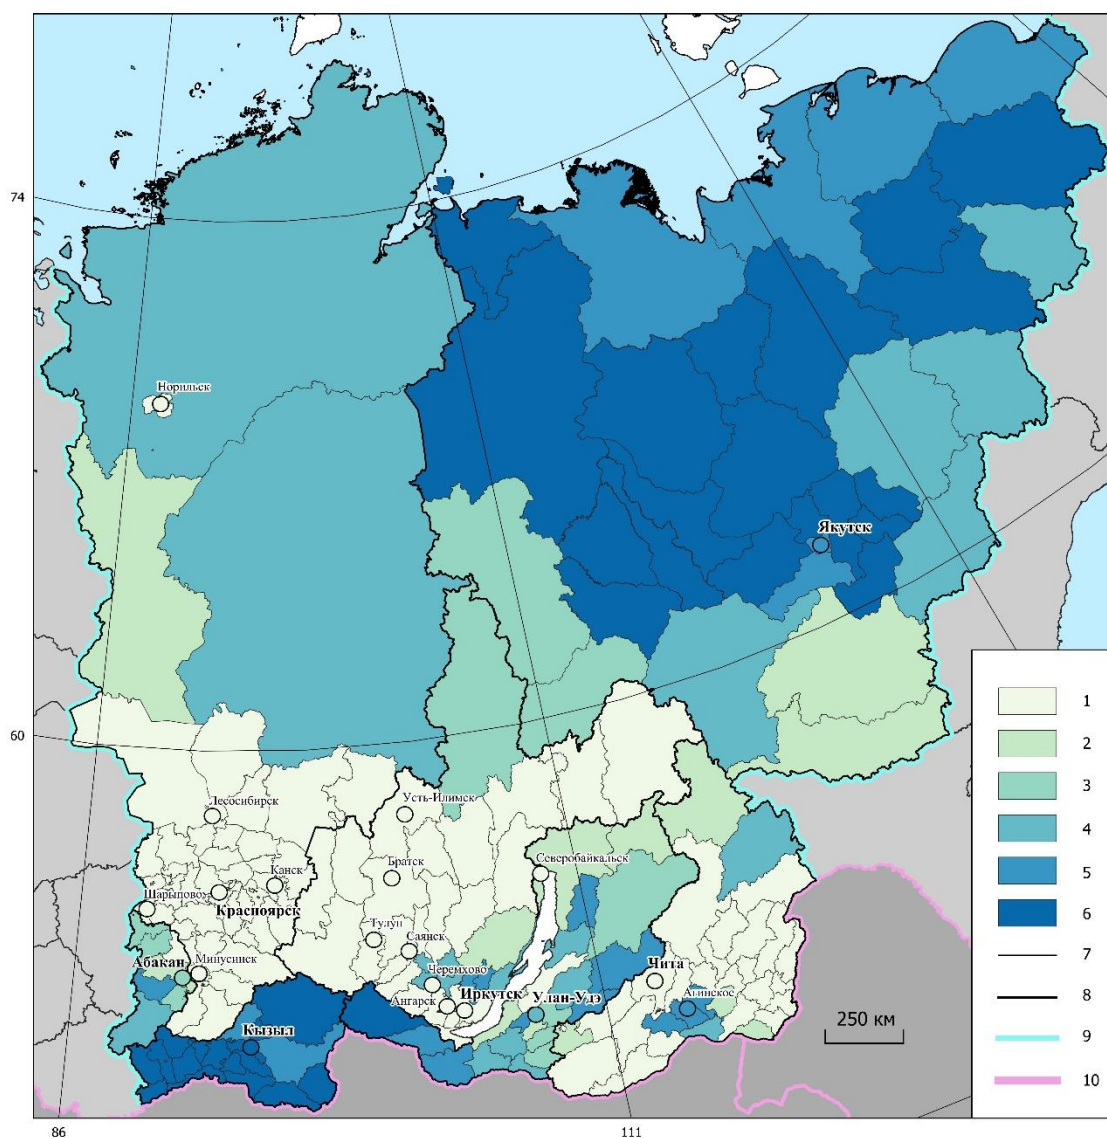 74
Норильск
Якутск
60
Лесосибирск
Усть-Илимск
Братск
Северобайкальск
Канск
Шарыпово
Красноярск
Тулун
Саянск
Абакан
Минусинск
Черемхово
Чита
Ангарск
Иркутск
Улан-Удэ
Агинское
Кызыл
1
2
3
4
5
6
7
8
9
10
250 км
86
111